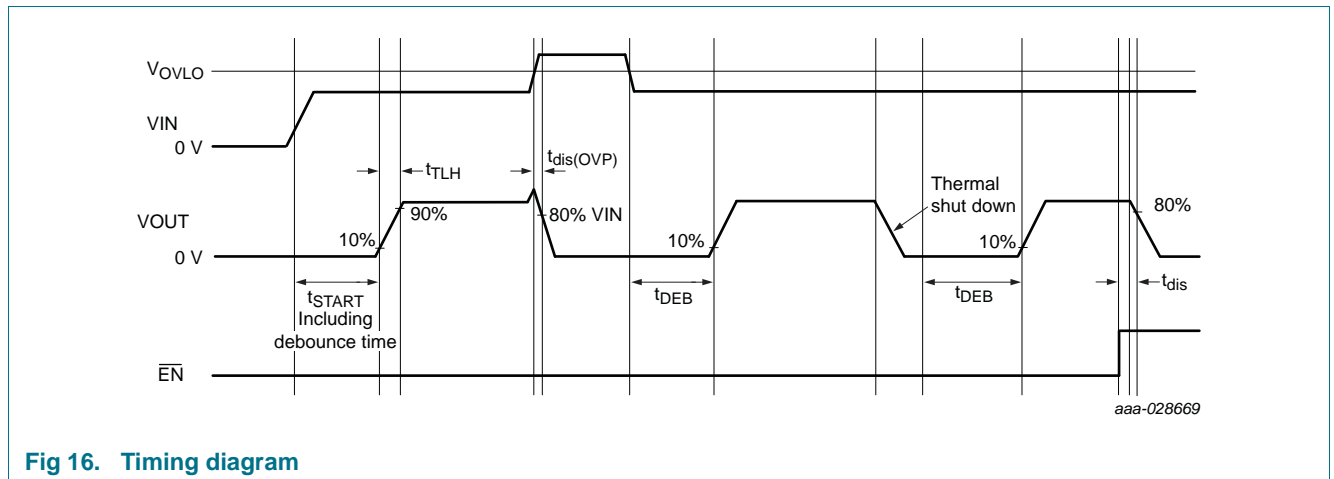 VOVLO
VIN
0 V
tTLH
tdis(OVP)
Thermal
shut down
VOUT
90%
80% VIN
80%
10%
10%
10%
0 V
tSTART
Including
debounce time
tDEB
tDEB
tdis
EN
aaa-028669
Fig 16. Timing diagram